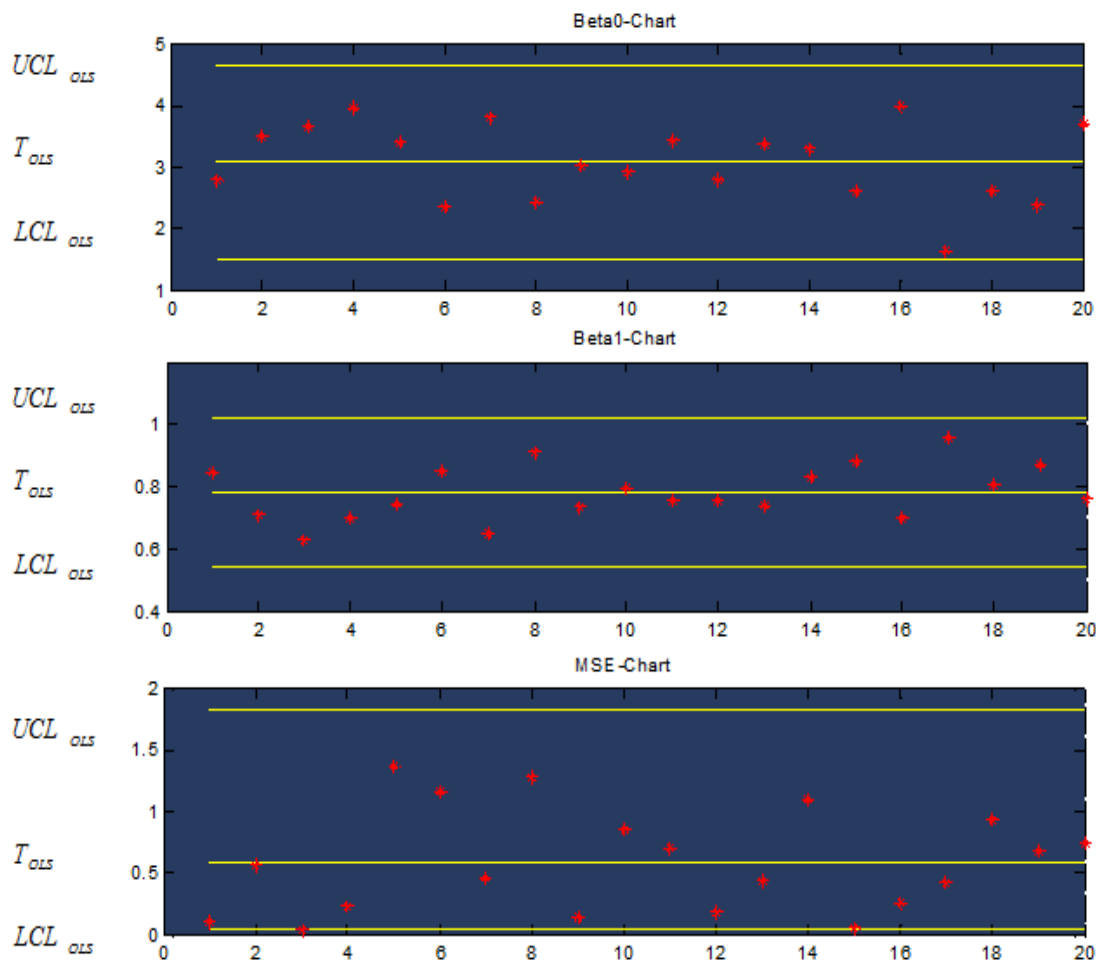 Beta0-Chart
5
UCL OLS
4
T OLS
3
LCL OLS
2
1
0 2 4 6 8 10 12 14 16 18 20
Beta1-Chart
UCL OLS
1
T OLS
0.8
LCL OLS
0.6
0.4
0 2 4 6 8 10 12 14 16 18 20
MSE-Chart
2
UCL OLS
1.5
1
T OLS
0.5
LCL OLS
0
0 2 4 6 8 10 12 14 16 18 20